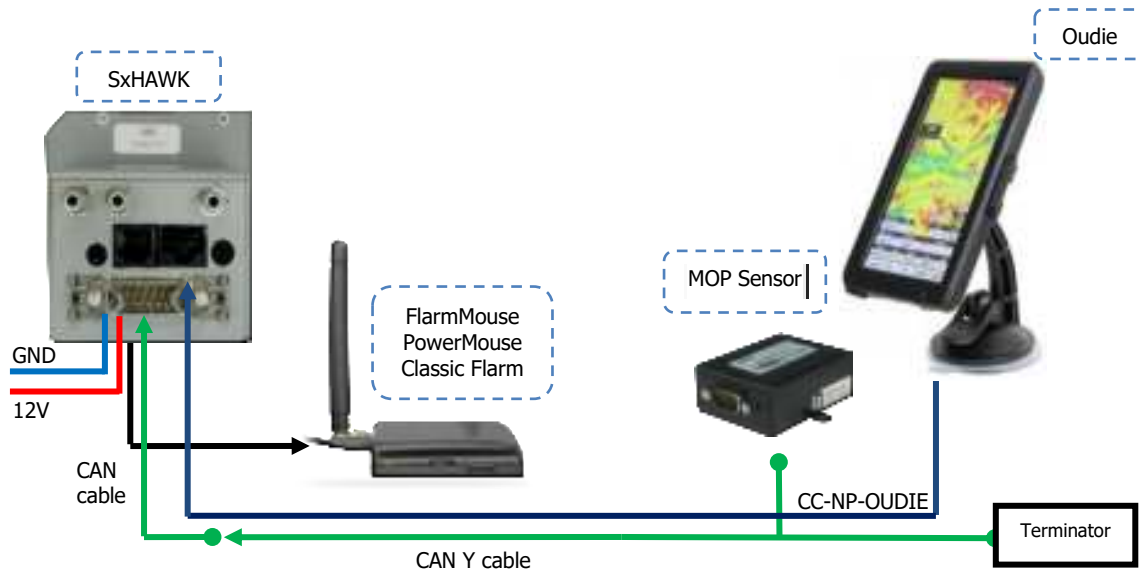 Oudie
SxHAWK
MOP Sensor
FlarmMouse
PowerMouse
Classic Flarm
GND
12V
CAN
cable
CC-NP-OUDIE
Terminator
CAN Y cable